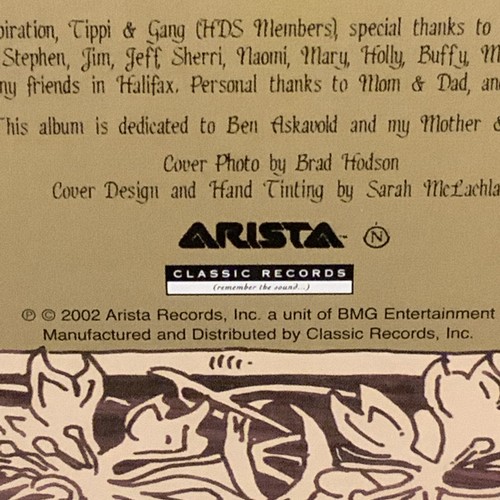 piration, Tippi & Gang (HDS Members), special thanks to
Stephen, Jim, Jeff, Sherri, Naomi, Mary, Holly, Buffy, M
ny friends in Halifax. Personal thanks to Mom & Dad, an
This album is dedicated to Ben Askavold and my Mother &
Cover Photo by Brad Hodson
Cover Design and Hand Tinting by Sarah McLachla
ARISTA™ N
CLASSIC RECORDS
(remember the sound...)
℗ © 2002 Arista Records, Inc. a unit of BMG Entertainment
Manufactured and Distributed by Classic Records, Inc.